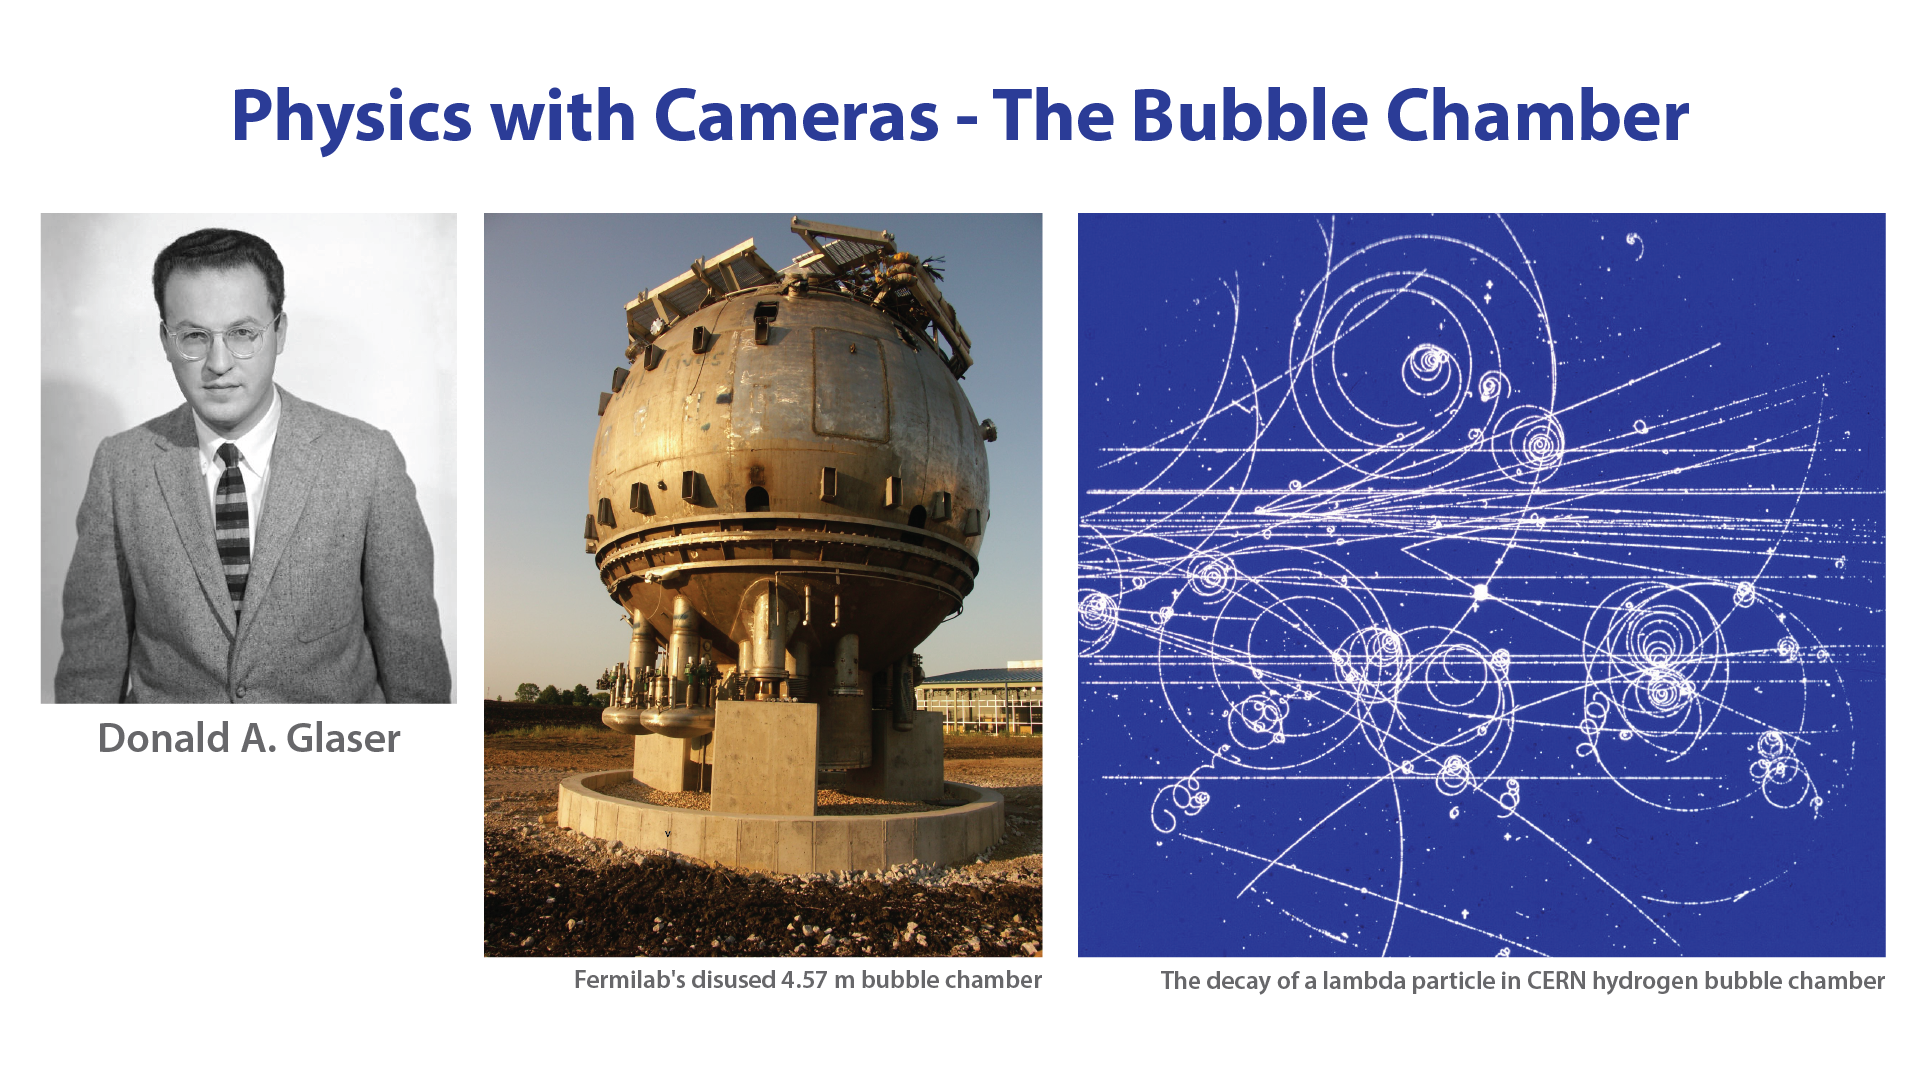 Physics with Cameras - The Bubble Chamber
Donald A. Glaser
v
Fermilab's disused 4.57 m bubble chamber
The decay of a lambda particle in CERN hydrogen bubble chamber